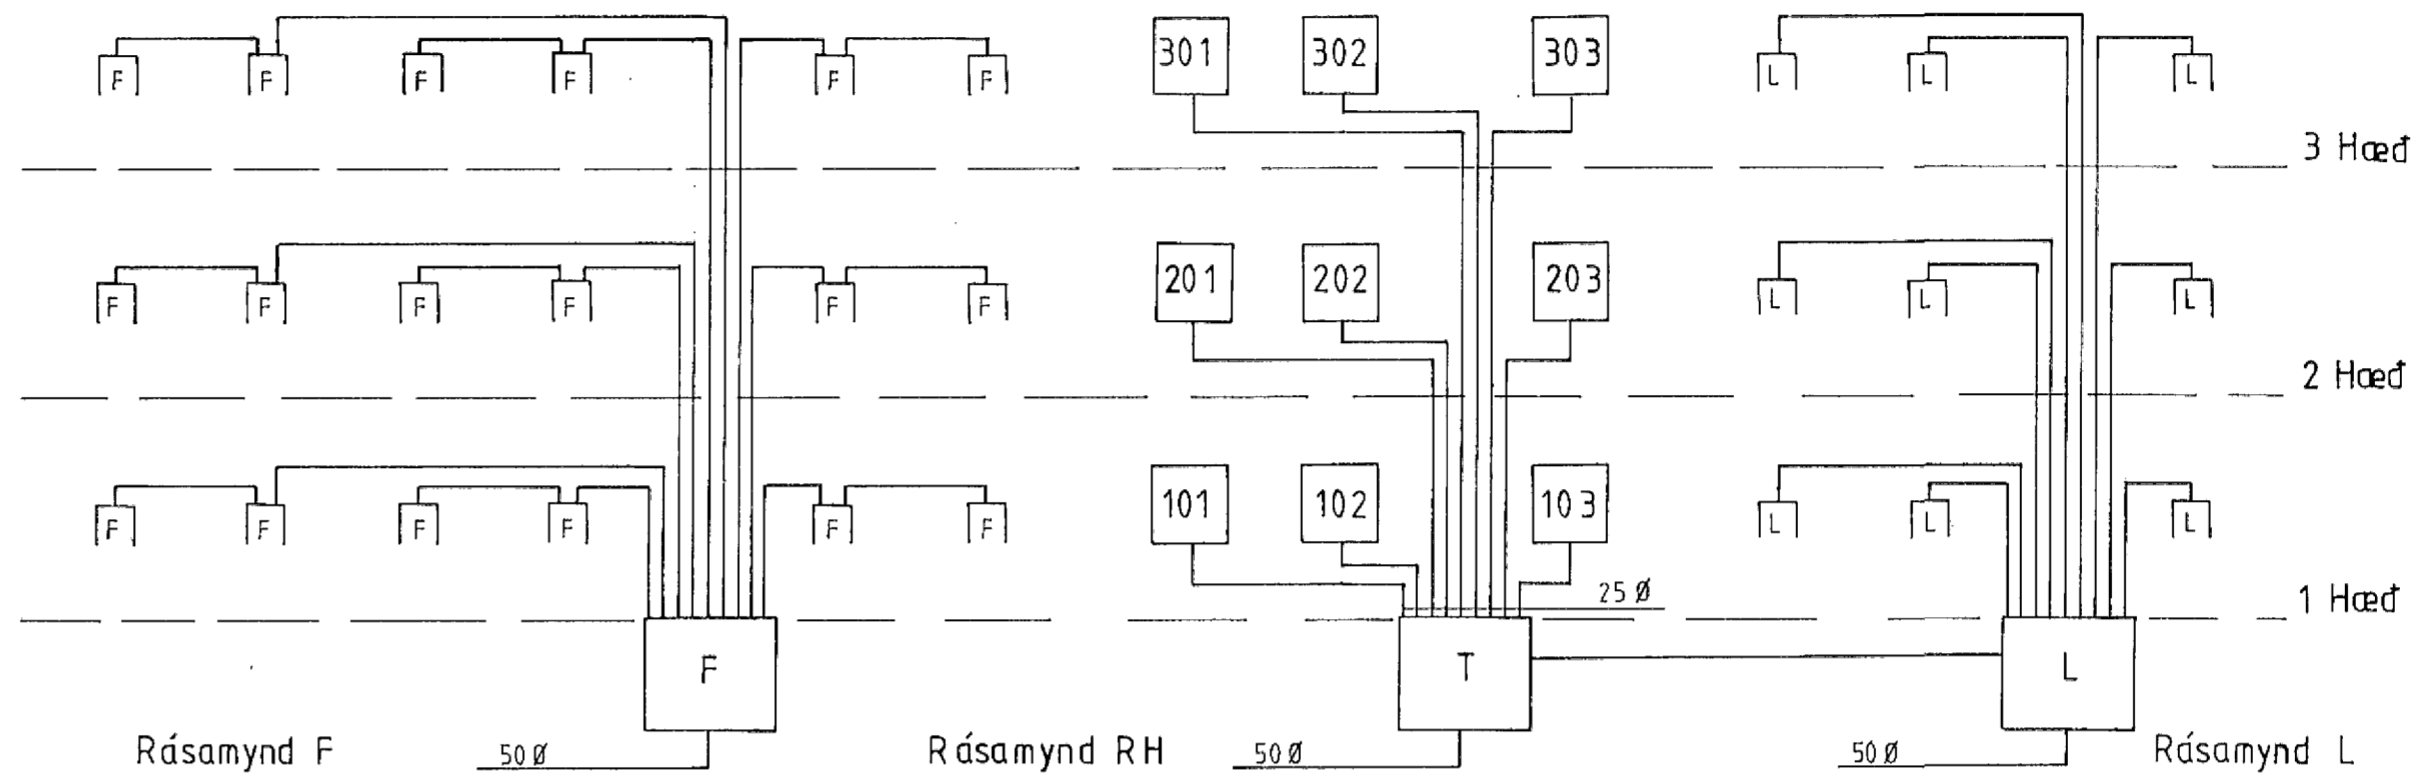 F F F F F F 301 302 303 L L L
3 Hæð
F F F F F F 201 202 203 L L L
2 Hæð
F F F F F F 101 102 103 L L L
25 Ø
1 Hæð
F T L
Rásamynd F 50 Ø Rásamynd RH 50 Ø 50 Ø Rásamynd L